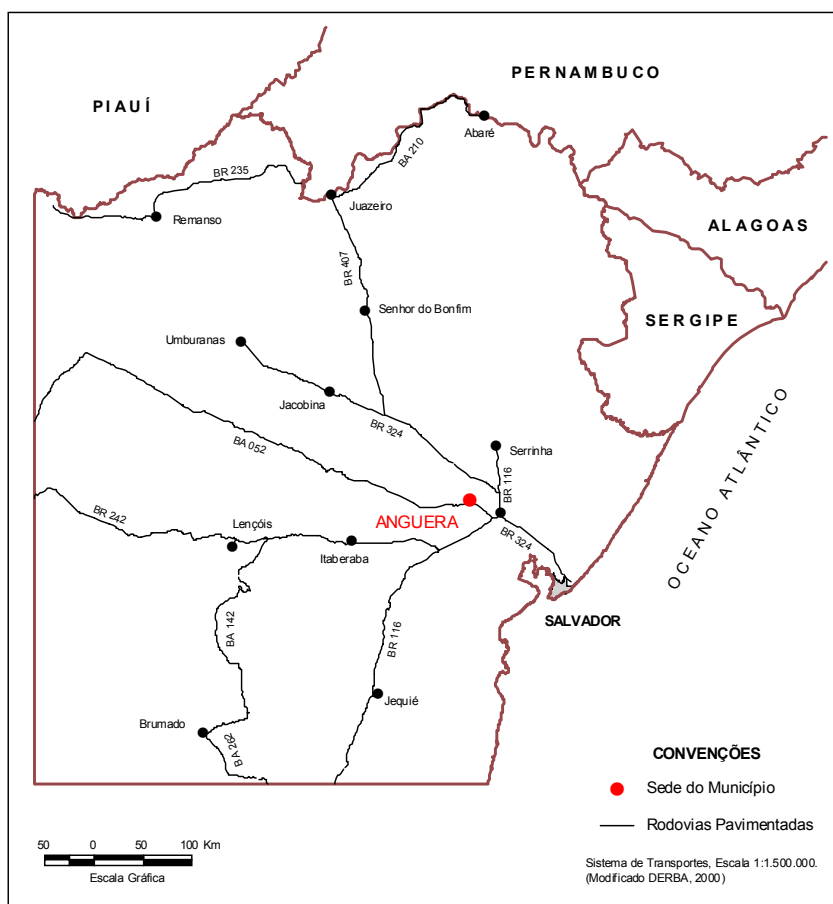 PERNAMBUCO
PIAUÍ
Abaré
BA 210
BR 235
Juazeiro
Remanso
ALAGOAS
BR 407
Senhor do Bonfim
SERGIPE
Umburanas
Jacobina
OCEANO ATLÂNTICO
BR 324
BA 052
Serrinha
BR 116
ANGUERA
BR 242
Lençóis
BR 324
Itaberaba
SALVADOR
BA 142
BR 116
Jequié
Brumado
BA 262
CONVENÇÕES
Sede do Município
Rodovias Pavimentadas
50 0 50 100 Km
Escala Gráfica
Sistema de Transportes, Escala 1:1.500.000.
(Modificado DERBA, 2000)